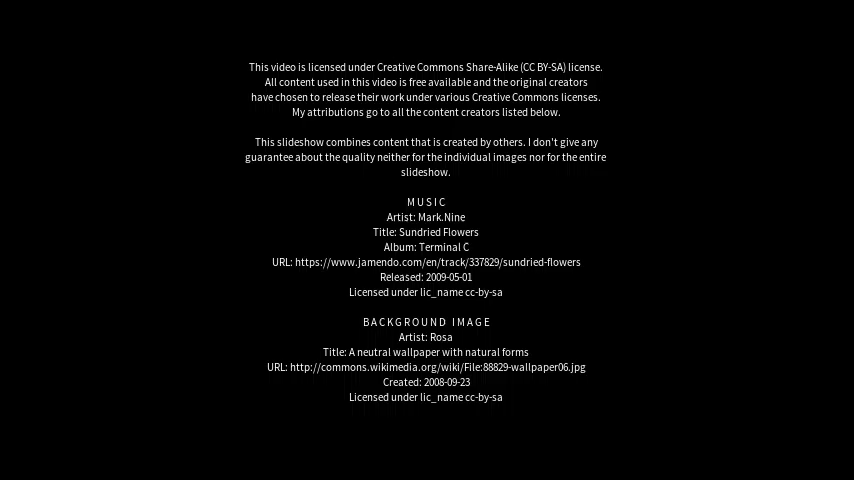 This video is licensed under Creative Commons Share-Alike (CC BY-SA) license.
All content used in this video is free available and the original creators
have chosen to release their work under various Creative Commons licenses.
My attributions go to all the content creators listed below.
This slideshow combines content that is created by others. I don't give any
guarantee about the quality neither for the individual images nor for the entire
slideshow.
MUSIC
Artist: Mark.Nine
Title: Sundried Flowers
Album: Terminal C
URL: https://www.jamendo.com/en/track/337829/sundried-flowers
Released: 2009-05-01
Licensed under lic_name cc-by-sa
BACKGROUND IMAGE
Artist: Rosa
Title: A neutral wallpaper with natural forms
URL: http://commons.wikimedia.org/wiki/File:88829-wallpaper06.jpg
Created: 2008-09-23
Licensed under lic_name cc-by-sa